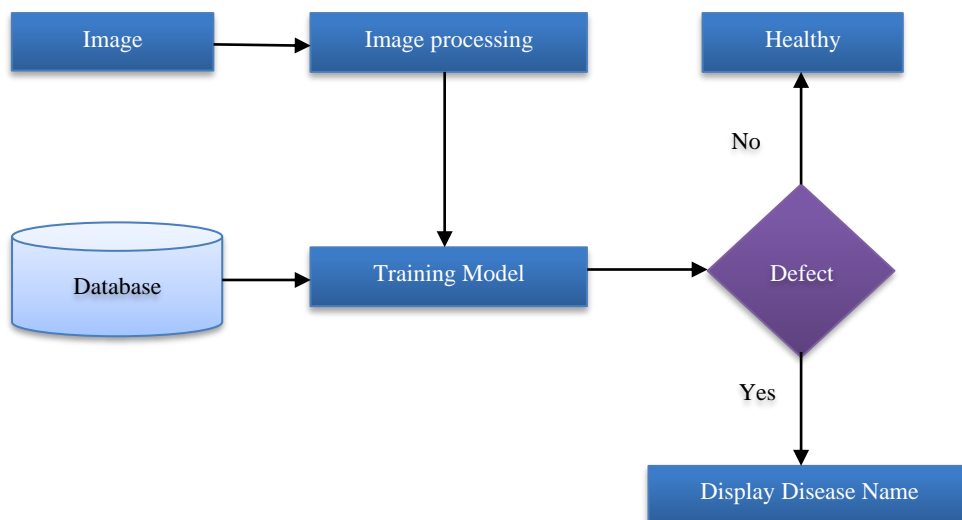 Image
Image processing
Healthy
No
Database
Training Model
Defect
Yes
Display Disease Name